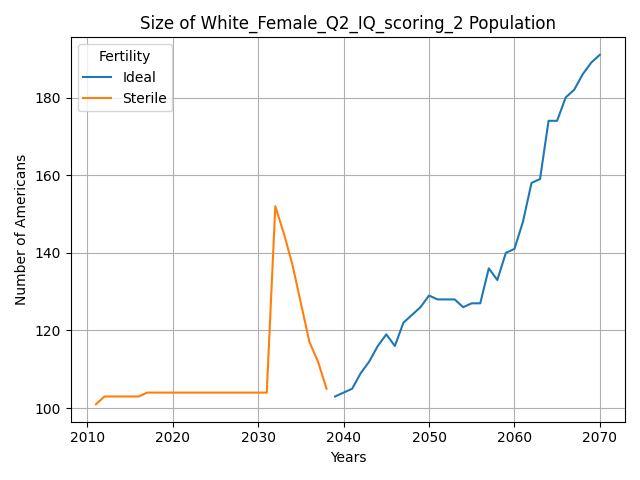 Size of White_Female_Q2_IQ_scoring_2 Population
Fertility
Ideal
Sterile
Number of Americans
180
160
140
120
100
2010 2020 2030 2040 2050 2060 2070
Years